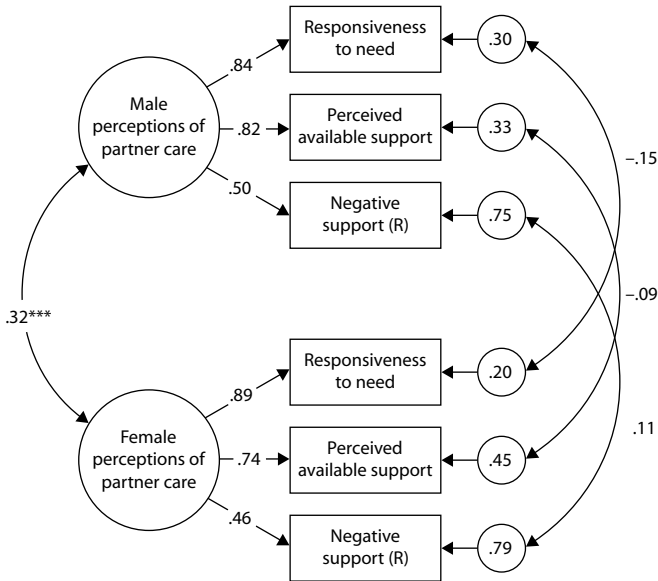 Responsiveness
to need
.30
.84
Male
perceptions of
partner care
.82
Perceived
available support
.33
–.15
.50
Negative
support (R)
.75
.32***
–.09
Responsiveness
to need
.20
.89
Female
perceptions of
partner care
.74
Perceived
available support
.45
.11
.46
Negative
support (R)
.79